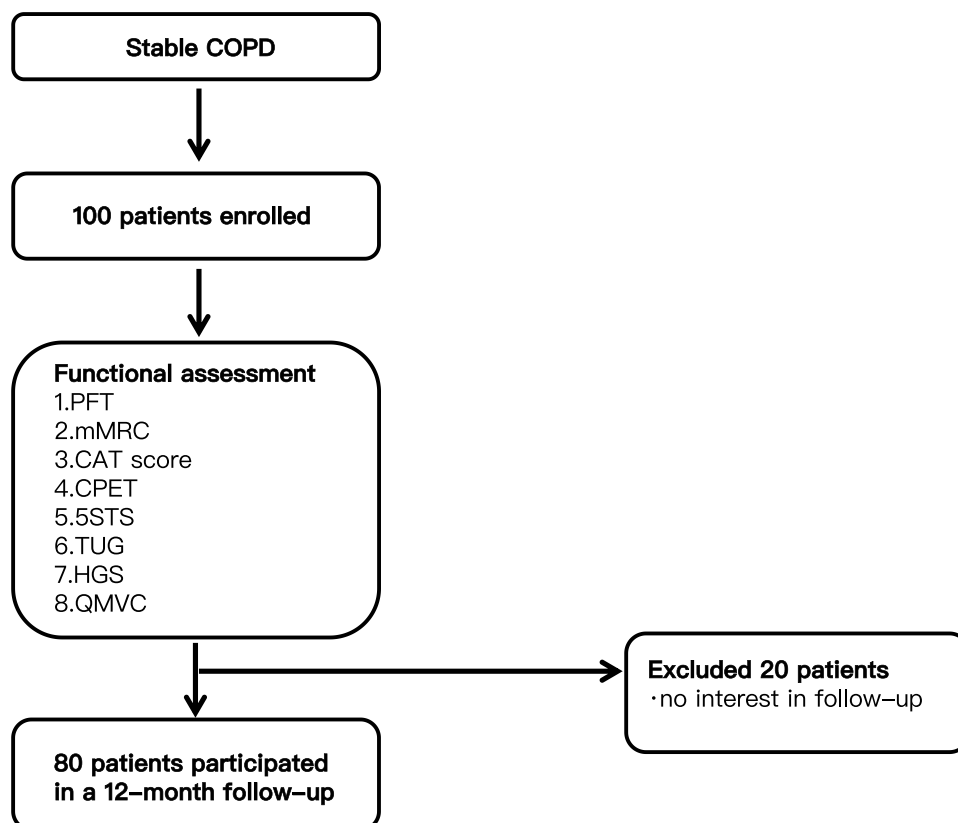 Stable COPD
100 patients enrolled
Functional assessment
1.PFT
2.mMRC
3.CAT score
4.CPET
5.5STS
6.TUG
7.HGS
8.QMVC
Excluded 20 patients
·no interest in follow–up
80 patients participated
in a 12–month follow–up